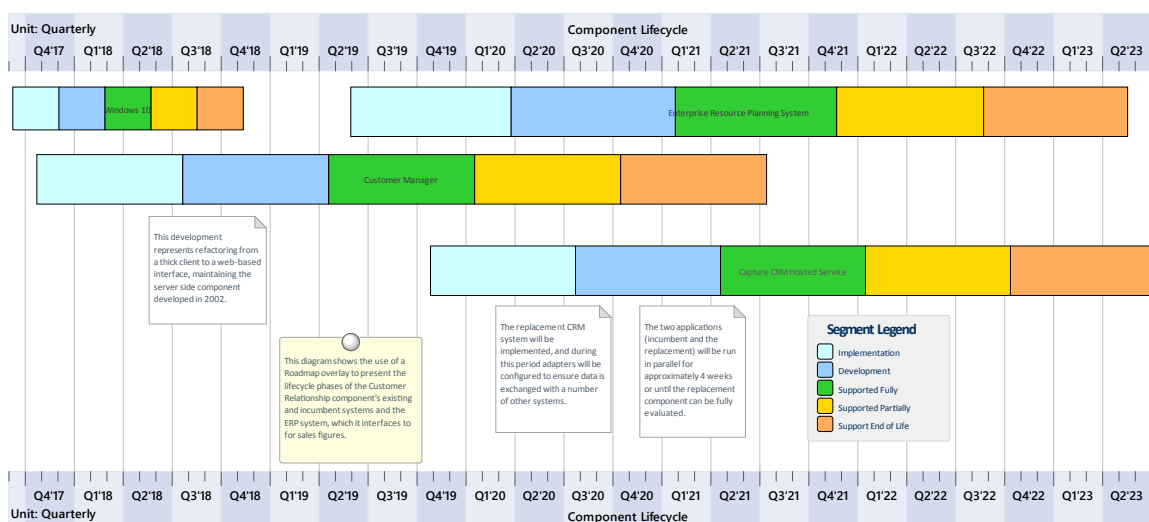 Unit: Quarterly
Component Lifecycle
Q4'17 Q1'18 Q2'18 Q3'18 Q4'18 Q1'19 Q2'19 Q3'19 Q4'19 Q1'20 Q2'20 Q3'20 Q4'20 Q1'21 Q2'21 Q3'21 Q4'21 Q1'22 Q2'22 Q3'22 Q4'22 Q1'23 Q2'23
Windows 10
Enterprise Resource Planning System
Customer Manager
This development
represents refactoring from
a thick client to a web-based
interface, maintaining the
server side component
developed in 2002.
Capture CRM Hosted Service
This diagram shows the use of a
Roadmap overlay to present the
lifecycle phases of the Customer
Relationship component's existing
and incumbent systems and the
ERP system, which it interfaces to
for sales figures.
The replacement CRM
system will be
implemented, and during
this period adapters will be
configured to ensure data is
exchanged with a number
of other systems.
The two applications
(incumbent and the
replacement) will be run
in parallel for
approximately 4 weeks
or until the replacement
component can be fully
evaluated.
Segment Legend
Implementation
Development
Supported Fully
Supported Partially
Support End of Life
Q4'17 Q1'18 Q2'18 Q3'18 Q4'18 Q1'19 Q2'19 Q3'19 Q4'19 Q1'20 Q2'20 Q3'20 Q4'20 Q1'21 Q2'21 Q3'21 Q4'21 Q1'22 Q2'22 Q3'22 Q4'22 Q1'23 Q2'23
Unit: Quarterly
Component Lifecycle